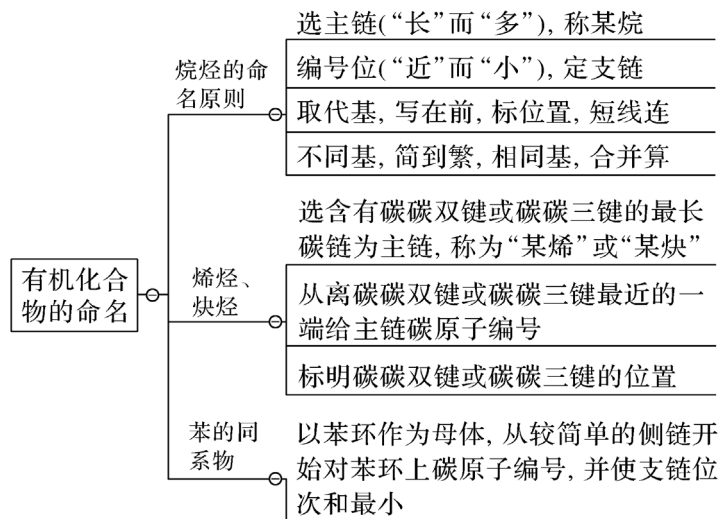 有机化合
物的命名
烷烃的命
名原则
选主链(“长”而“多”), 称某烷
编号位(“近”而“小”), 定支链
取代基, 写在前, 标位置, 短线连
不同基, 简到繁, 相同基, 合并算
烯烃、
炔烃
选含有碳碳双键或碳碳三键的最长
碳链为主链, 称为“某烯”或“某炔”
从离碳碳双键或碳碳三键最近的一
端给主链碳原子编号
标明碳碳双键或碳碳三键的位置
苯的同
系物
以苯环作为母体, 从较简单的侧链开
始对苯环上碳原子编号, 并使支链位
次和最小